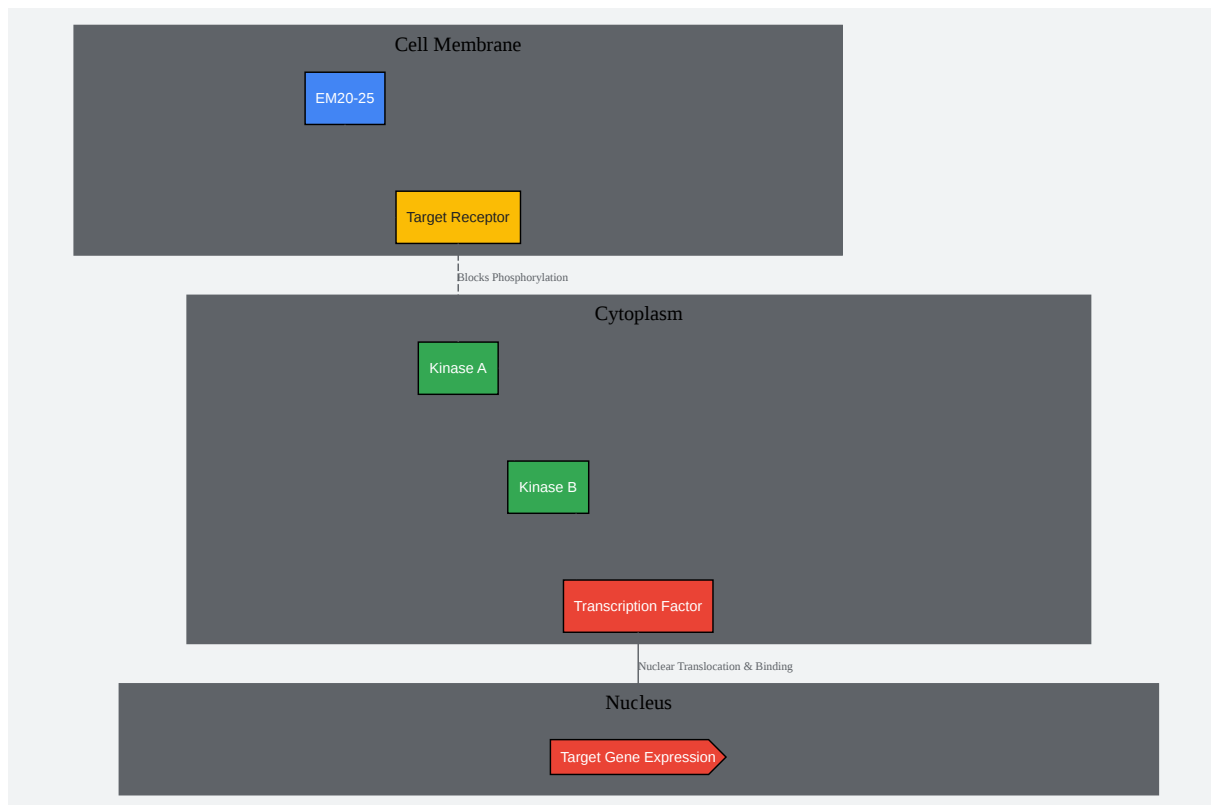 Cell Membrane
EM20-25
Target Receptor
Blocks Phosphorylation
Cytoplasm
Kinase A
Kinase B
Transcription Factor
Nuclear Translocation & Binding
Nucleus
Target Gene Expression